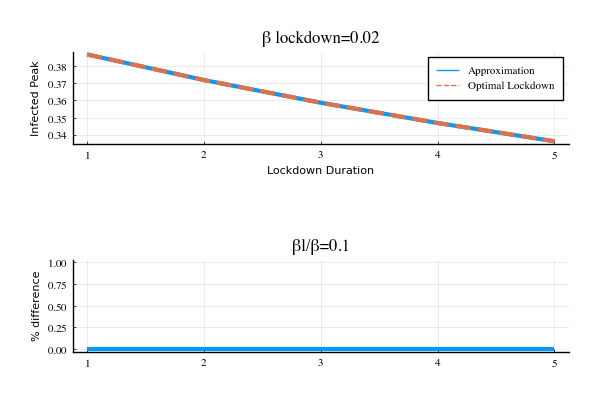 β lockdown=0.02
Infected Peak
0.38
0.37
0.36
0.35
0.34
Approximation
Optimal Lockdown
1 2 3 4 5
Lockdown Duration
βl/β=0.1
% difference
1.00
0.75
0.50
0.25
0.00
1 2 3 4 5